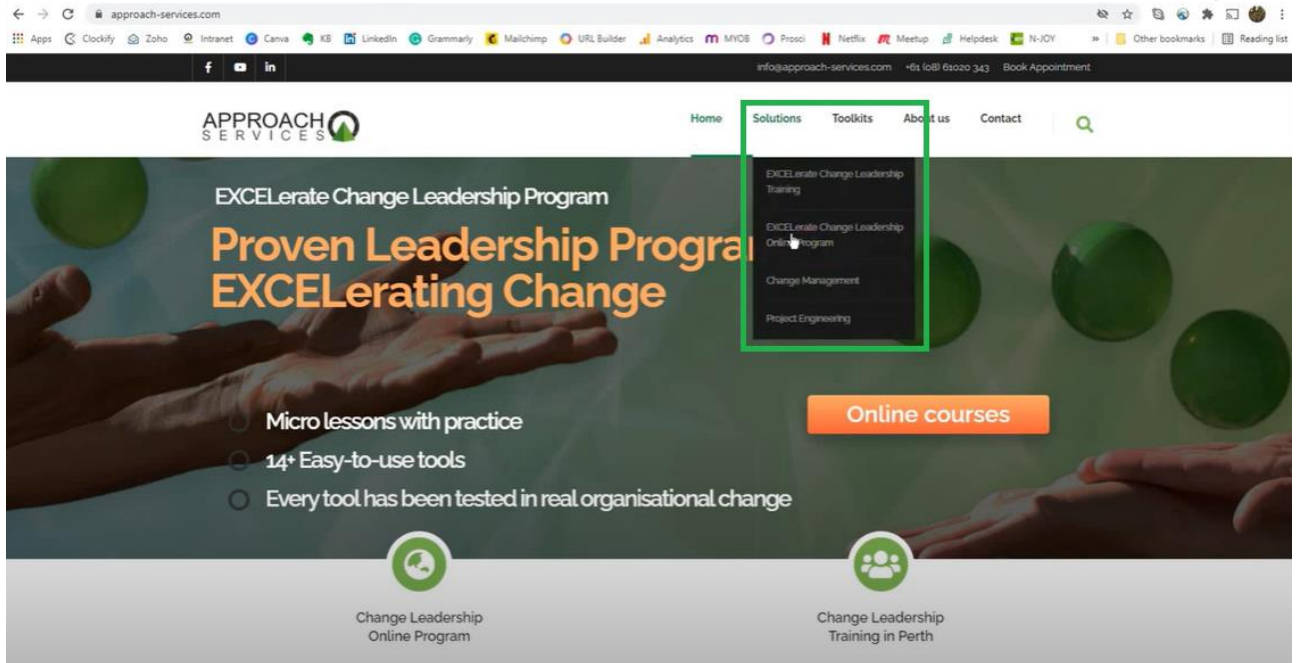 approach-services.com
Apps Clockify Zoho Intranet Canva KB LinkedIn Grammarly Mailchimp URL Builder Analytics MYOB Prosci Netflix Meetup Helpdesk N-JOY » Other bookmarks Reading list
info@approach-services.com +61 (08) 61020 343 Book Appointment
APPROACH
SERVICES
Home Solutions Toolkits About us Contact
EXCELerate Change Leadership
Training
EXCELerate Change Leadership
Online Program
Change Management
Project Engineering
EXCELerate Change Leadership Program
Proven Leadership Progra
EXCELerating Change
Micro lessons with practice
14+ Easy-to-use tools
Every tool has been tested in real organisational change
Online courses
Change Leadership
Online Program
Change Leadership
Training in Perth